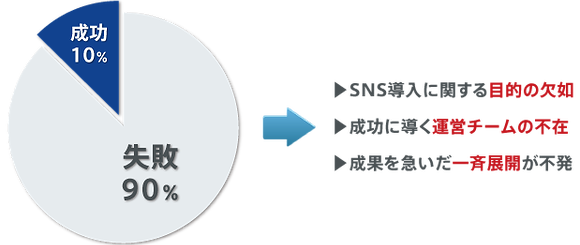 成功
10%
失敗
90%
▶SNS導入に関する目的の欠如
▶成功に導く運営チームの不在
▶成果を急いだ一斉展開が不発